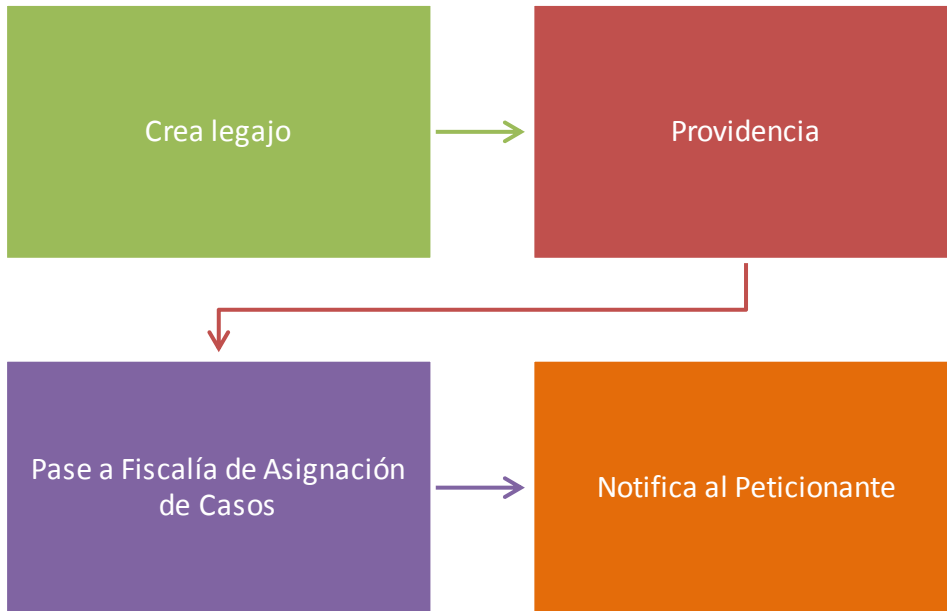 Crea legajo
Providencia
Pase a Fiscalía de Asignación
de Casos
Notifica al Peticionante